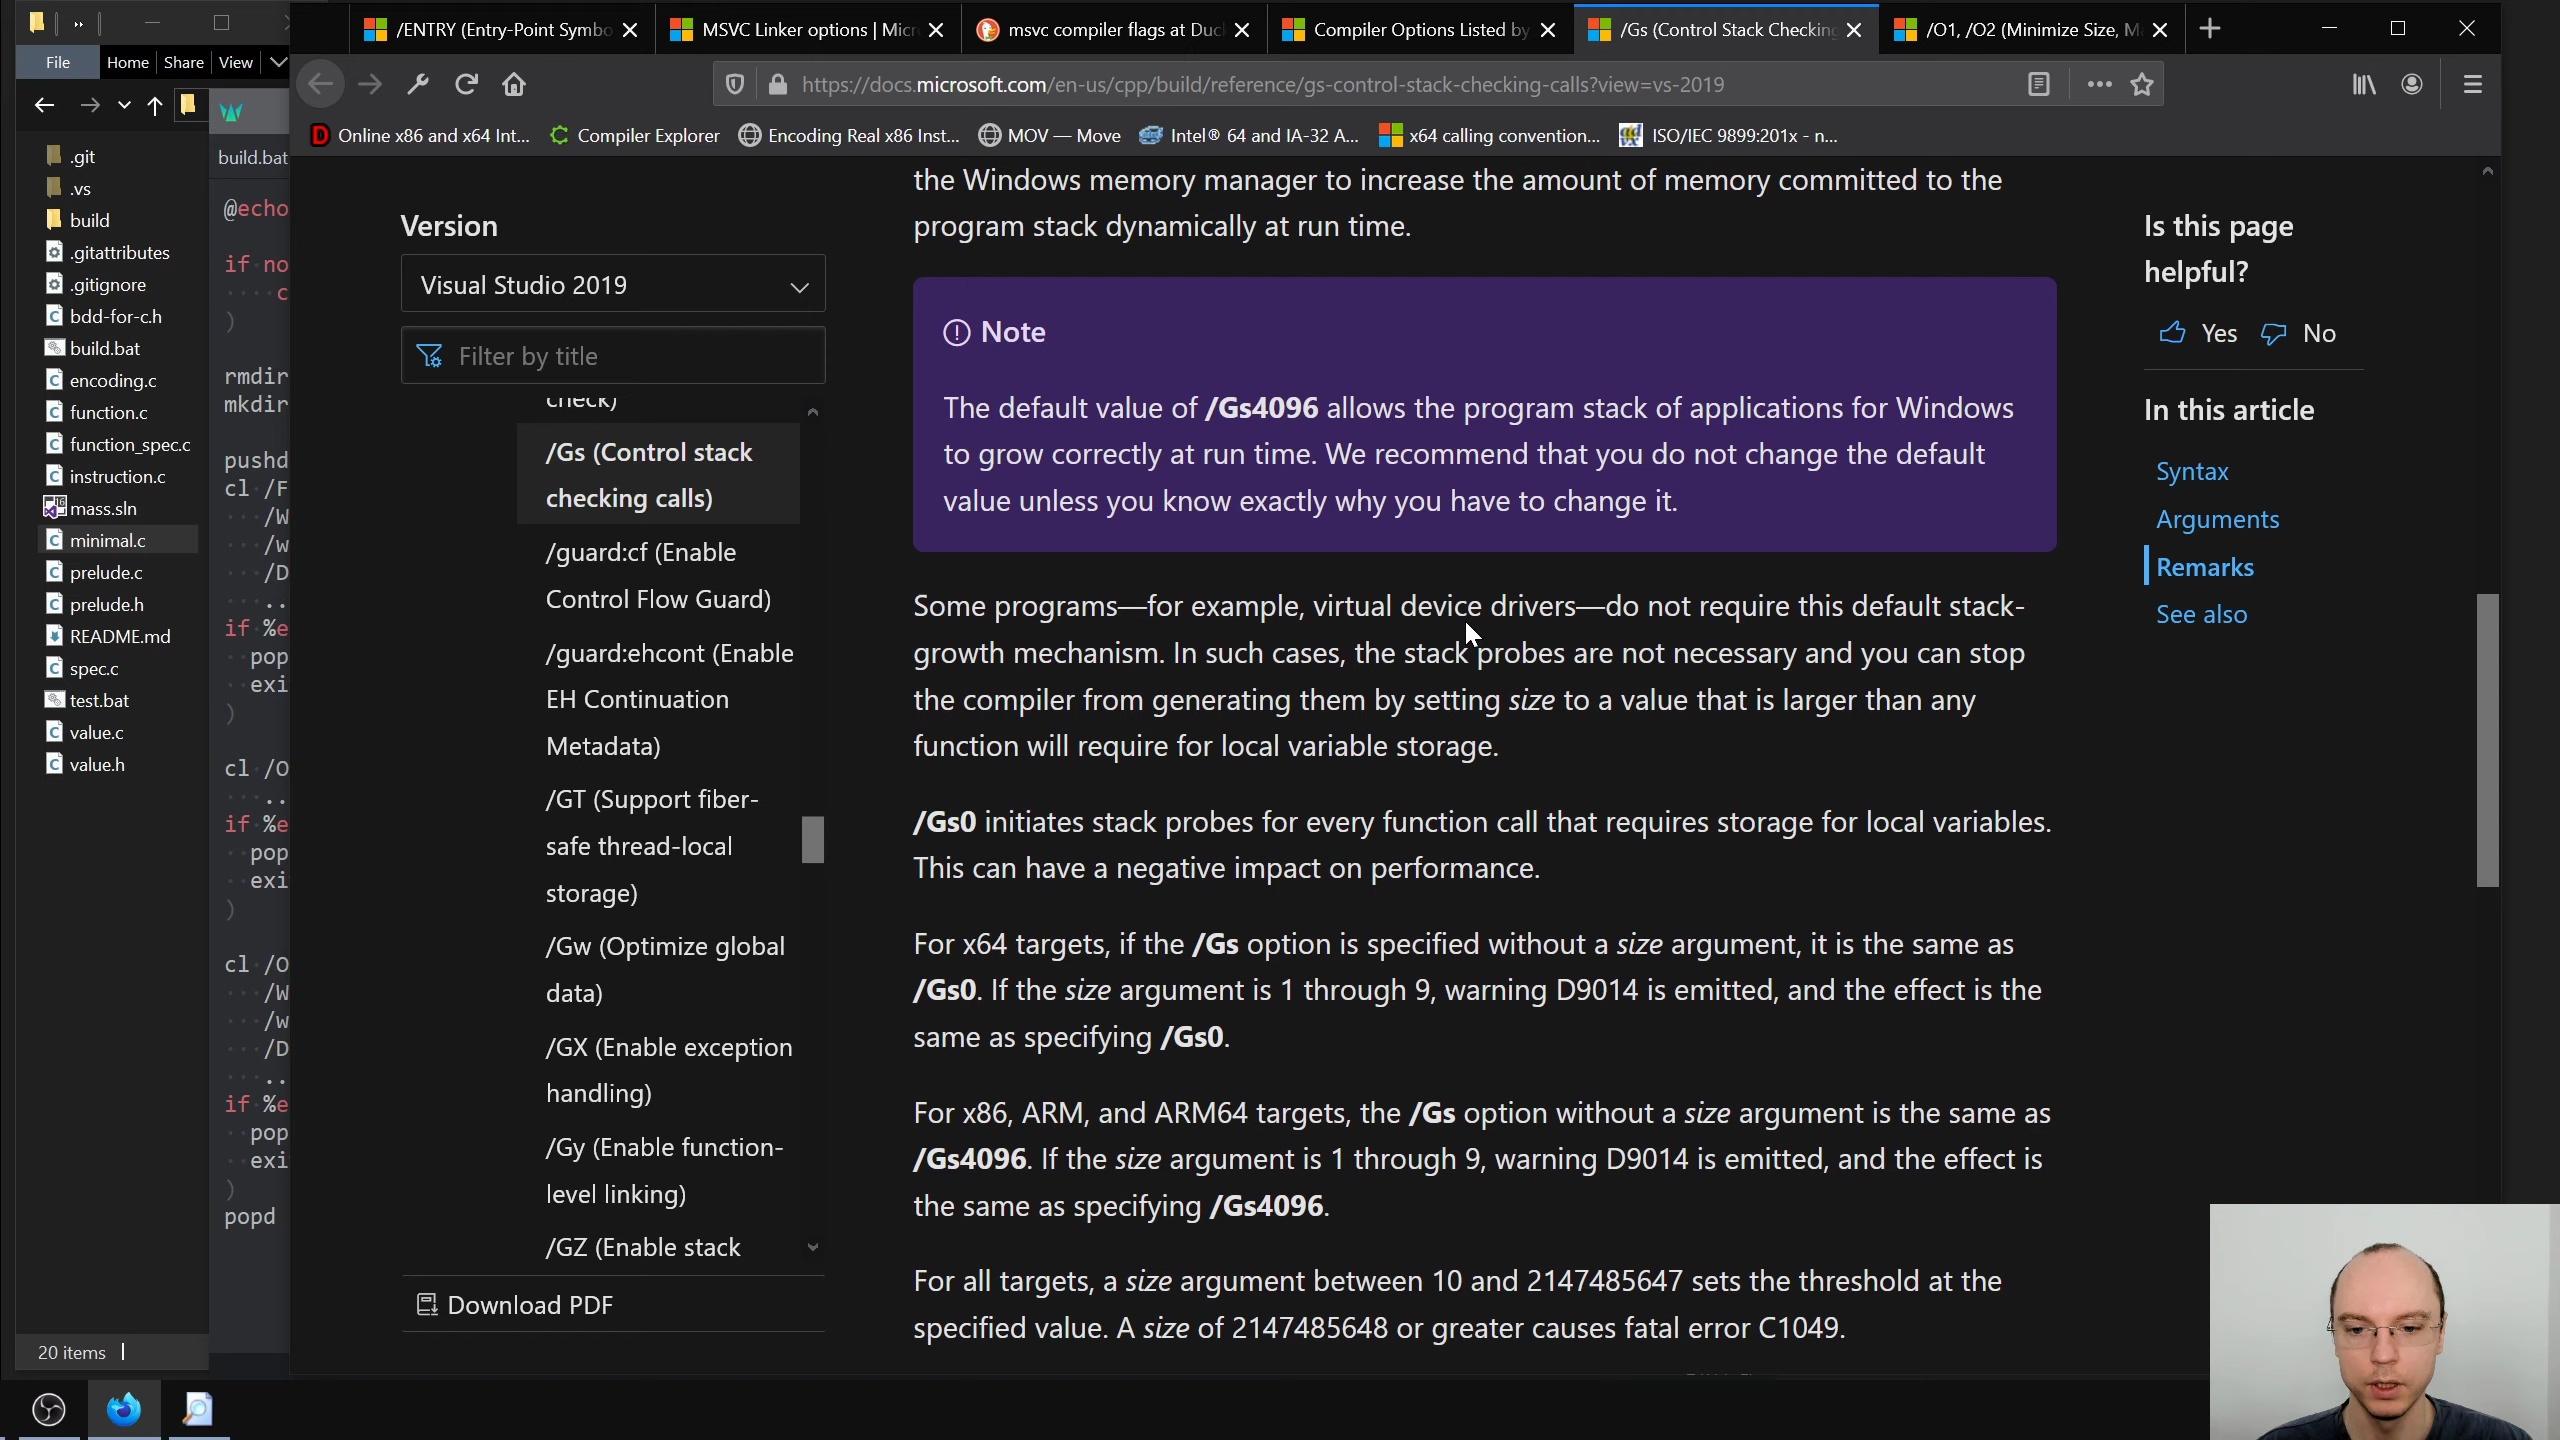 /ENTRY (Entry-Point Symbo
MSVC Linker options | Micr
msvc compiler flags at Duc
Compiler Options Listed by
/Gs (Control Stack Checking
/O1, /O2 (Minimize Size, Ma
https://docs.microsoft.com/en-us/cpp/build/reference/gs-control-stack-checking-calls?view=vs-2019
Online x86 and x64 Int...
Compiler Explorer
Encoding Real x86 Inst...
MOV — Move
Intel® 64 and IA-32 A...
x64 calling convention...
ISO/IEC 9899:201x - n...
File
Home
Share
View
.git
.vs
build
.gitattributes
.gitignore
bdd-for-c.h
build.bat
encoding.c
function.c
function_spec.c
instruction.c
mass.sln
minimal.c
prelude.c
prelude.h
README.md
spec.c
test.bat
value.c
value.h
20 items
build.bat
@echo
if no
c
)
rmdir
mkdir
pushd
cl /F
/W
/w
/D
..
if %e
pop
exi
)
cl /O
..
if %e
pop
exi
)
cl /O
/W
/w
/D
..
if %e
pop
exi
)
popd
Version
Visual Studio 2019
Filter by title
check)
/Gs (Control stack
checking calls)
/guard:cf (Enable
Control Flow Guard)
/guard:ehcont (Enable
EH Continuation
Metadata)
/GT (Support fiber-
safe thread-local
storage)
/Gw (Optimize global
data)
/GX (Enable exception
handling)
/Gy (Enable function-
level linking)
/GZ (Enable stack
Download PDF
the Windows memory manager to increase the amount of memory committed to the
program stack dynamically at run time.
Note
The default value of /Gs4096 allows the program stack of applications for Windows
to grow correctly at run time. We recommend that you do not change the default
value unless you know exactly why you have to change it.
Some programs—for example, virtual device drivers—do not require this default stack-
growth mechanism. In such cases, the stack probes are not necessary and you can stop
the compiler from generating them by setting size to a value that is larger than any
function will require for local variable storage.
/Gs0 initiates stack probes for every function call that requires storage for local variables.
This can have a negative impact on performance.
For x64 targets, if the /Gs option is specified without a size argument, it is the same as
/Gs0. If the size argument is 1 through 9, warning D9014 is emitted, and the effect is the
same as specifying /Gs0.
For x86, ARM, and ARM64 targets, the /Gs option without a size argument is the same as
/Gs4096. If the size argument is 1 through 9, warning D9014 is emitted, and the effect is
the same as specifying /Gs4096.
For all targets, a size argument between 10 and 2147485647 sets the threshold at the
specified value. A size of 2147485648 or greater causes fatal error C1049.
Is this page
helpful?
Yes
No
In this article
Syntax
Arguments
Remarks
See also